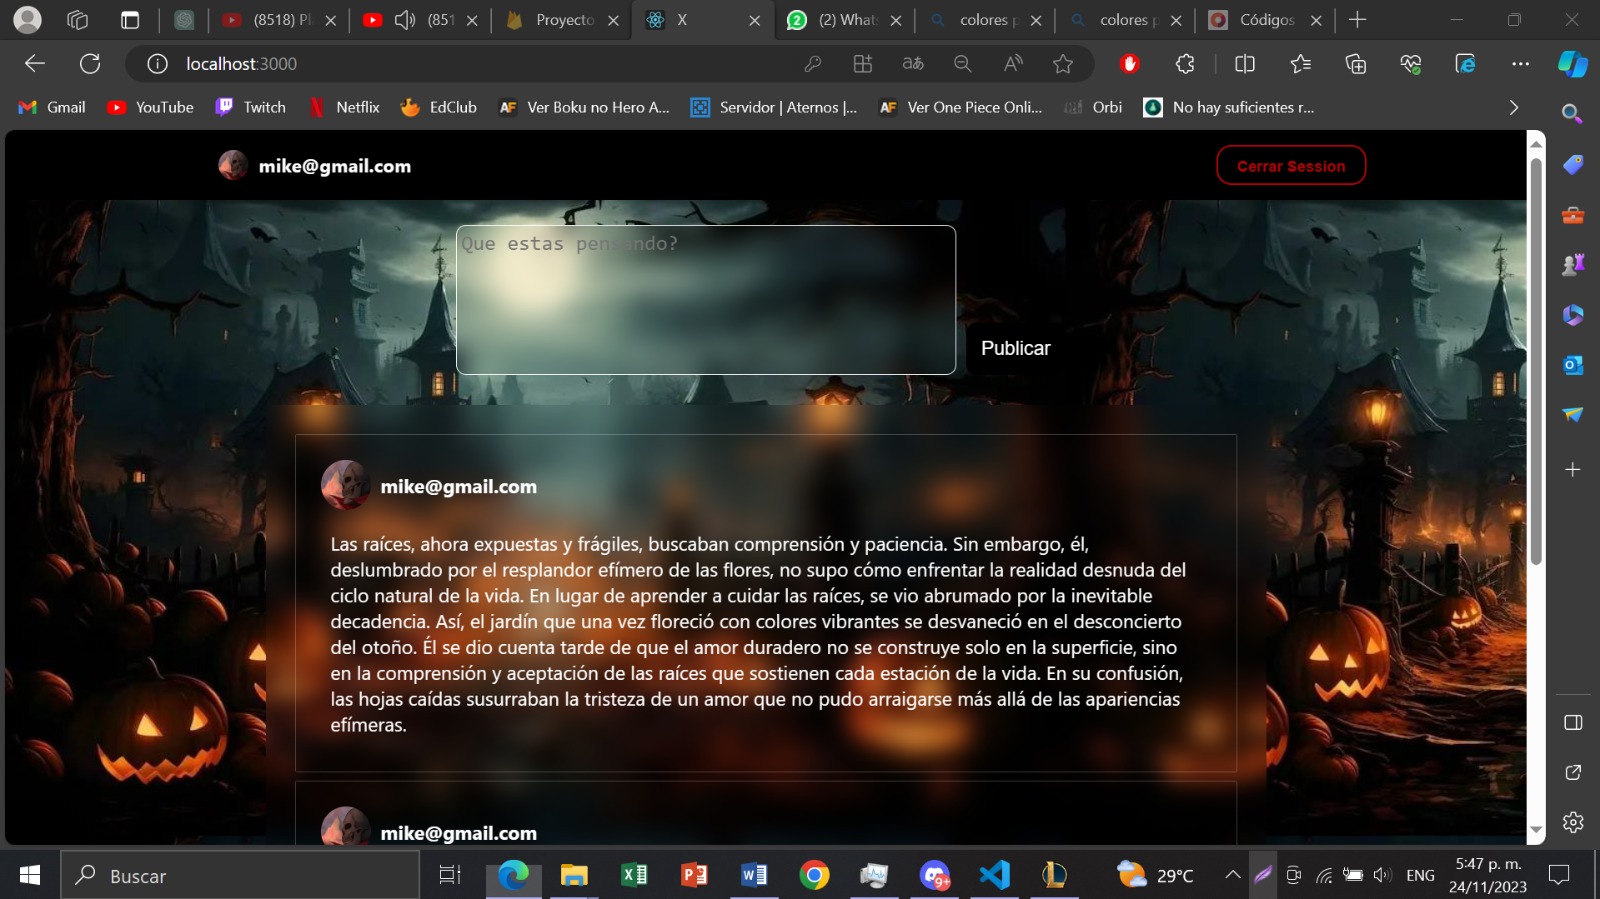 (8518) Pl
(851
Proyecto
X
(2) Whats
colores p
colores p
Códigos
localhost:3000
Gmail
YouTube
Twitch
Netflix
EdClub
Ver Boku no Hero A...
Servidor | Aternos |...
Ver One Piece Onli...
Orbi
No hay suficientes r...
mike@gmail.com
Cerrar Session
Que estas pensando?
Publicar
mike@gmail.com
Las raíces, ahora expuestas y frágiles, buscaban comprensión y paciencia. Sin embargo, él,
deslumbrado por el resplandor efímero de las flores, no supo cómo enfrentar la realidad desnuda del
ciclo natural de la vida. En lugar de aprender a cuidar las raíces, se vio abrumado por la inevitable
decadencia. Así, el jardín que una vez floreció con colores vibrantes se desvaneció en el desconcierto
del otoño. Él se dio cuenta tarde de que el amor duradero no se construye solo en la superficie, sino
en la comprensión y aceptación de las raíces que sostienen cada estación de la vida. En su confusión,
las hojas caídas susurraban la tristeza de un amor que no pudo arraigarse más allá de las apariencias
efímeras.
mike@gmail.com
Buscar
9+
29°C
ENG
5:47 p. m.
24/11/2023